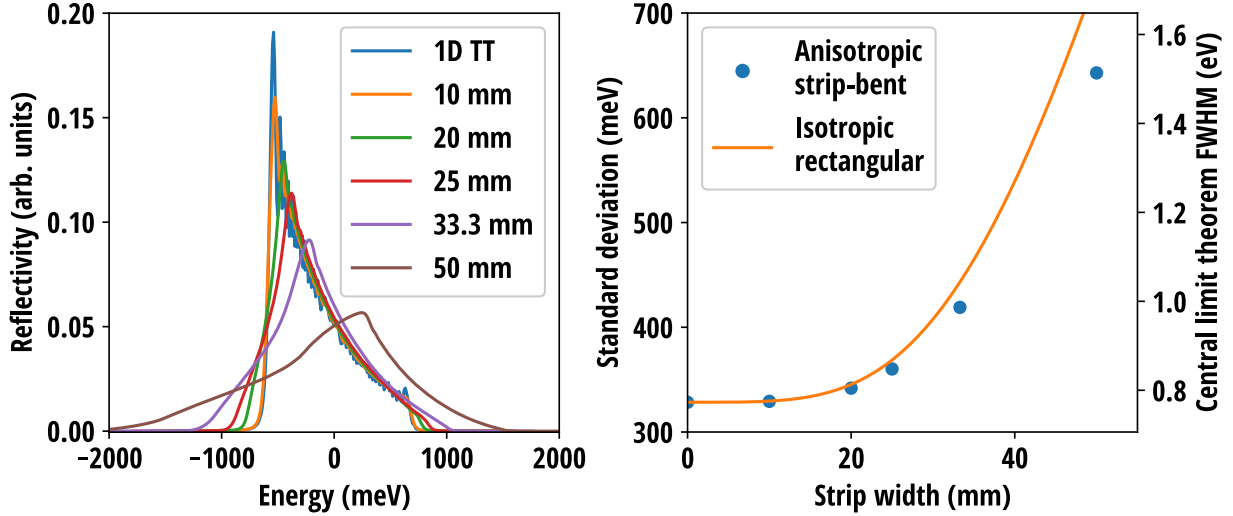 0.20
0.15
0.10
0.05
0.00
Reflectivity (arb. units)
1D TT
10 mm
20 mm
25 mm
33.3 mm
50 mm
−2000
−1000
0
1000
2000
Energy (meV)
700
600
500
400
300
Standard deviation (meV)
Anisotropic
strip-bent
Isotropic
rectangular
0
20
40
Strip width (mm)
1.6
1.4
1.2
1.0
0.8
Central limit theorem FWHM (eV)